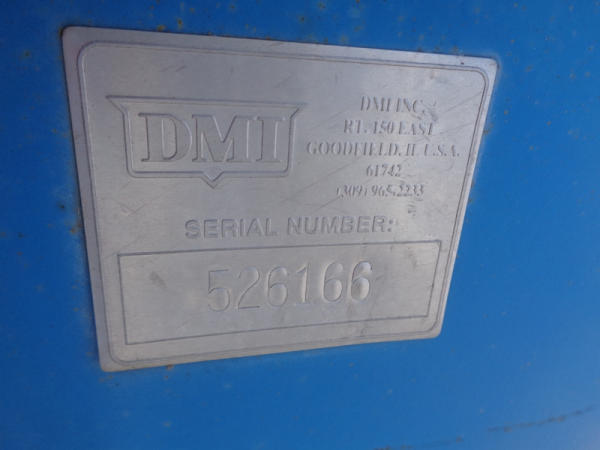 DMI
DMI INC.
RT. 150 EAST
GOODFIELD, IL U.S.A.
61742
(309) 965-2233
SERIAL NUMBER:
526166